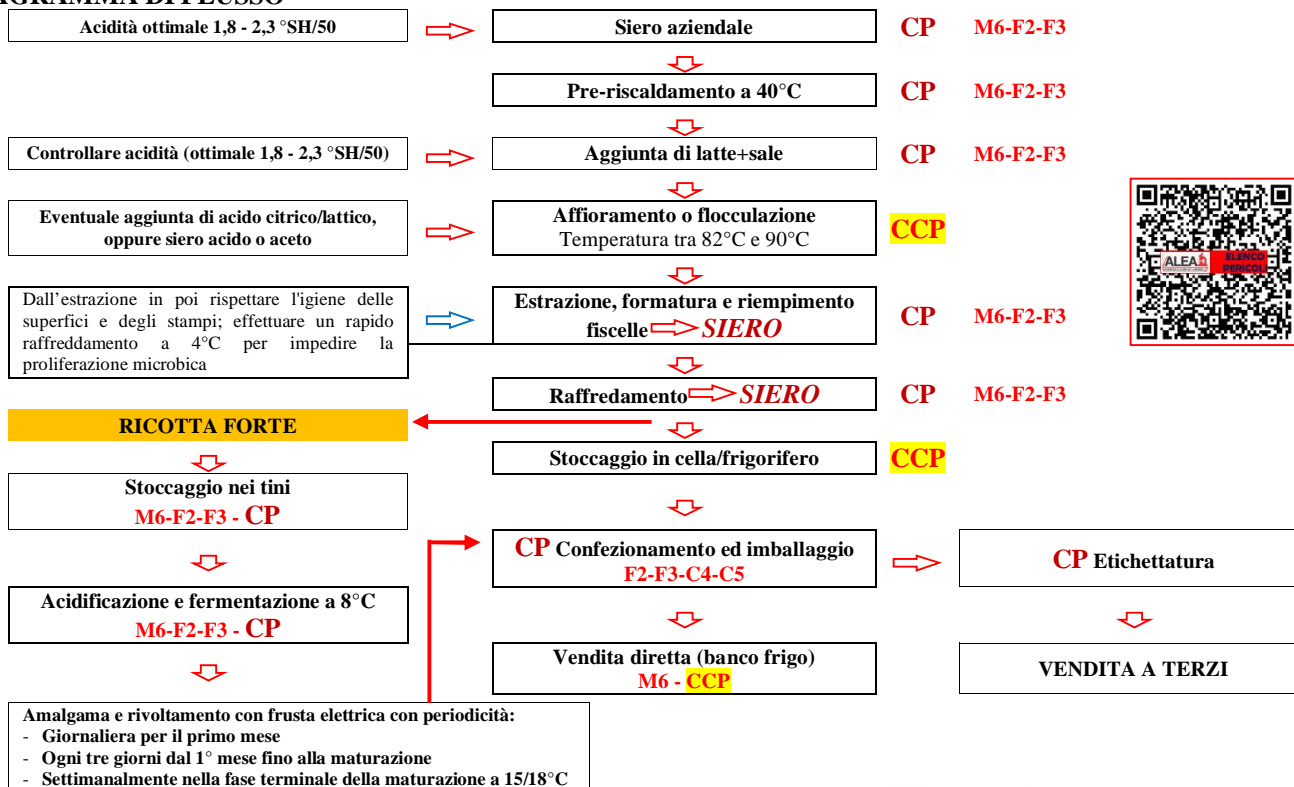 DIAGRAMMA DI FLUSSO
Acidità ottimale 1,8 - 2,3 °SH/50
Siero aziendale
CP M6-F2-F3
Pre-riscaldamento a 40°C
CP M6-F2-F3
Controllare acidità (ottimale 1,8 - 2,3 °SH/50)
Aggiunta di latte+sale
CP M6-F2-F3
Eventuale aggiunta di acido citrico/lattico,
oppure siero acido o aceto
Affioramento o flocculazione
Temperatura tra 82°C e 90°C
CCP
ALEA ELENCO
PERICOLI
Dall'estrazione in poi rispettare l'igiene delle
superfici e degli stampi; effettuare un rapido
raffreddamento a 4°C per impedire la
proliferazione microbica
Estrazione, formatura e riempimento
fiscelle SIERO
CP M6-F2-F3
Raffredamento SIERO
CP M6-F2-F3
RICOTTA FORTE
Stoccaggio in cella/frigorifero
CCP
Stoccaggio nei tini
M6-F2-F3 - CP
CP Confezionamento ed imballaggio
F2-F3-C4-C5
CP Etichettatura
Acidificazione e fermentazione a 8°C
M6-F2-F3 - CP
Vendita diretta (banco frigo)
M6 - CCP
VENDITA A TERZI
Amalgama e rivoltamento con frusta elettrica con periodicità:
- Giornaliera per il primo mese
- Ogni tre giorni dal 1° mese fino alla maturazione
- Settimanalmente nella fase terminale della maturazione a 15/18°C